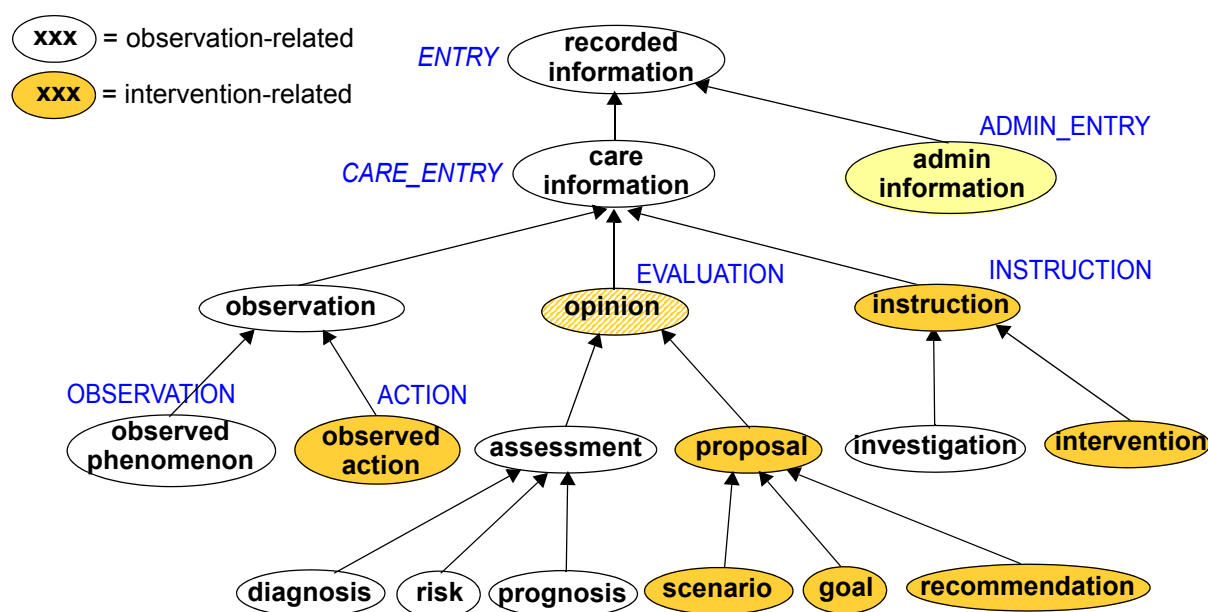 xxx = observation-related
xxx = intervention-related
ENTRY
recorded
information
ADMIN_ENTRY
CARE_ENTRY
care
information
admin
information
EVALUATION
INSTRUCTION
observation
opinion
instruction
OBSERVATION
ACTION
observed
phenomenon
observed
action
assessment
proposal
investigation
intervention
diagnosis
risk
prognosis
scenario
goal
recommendation